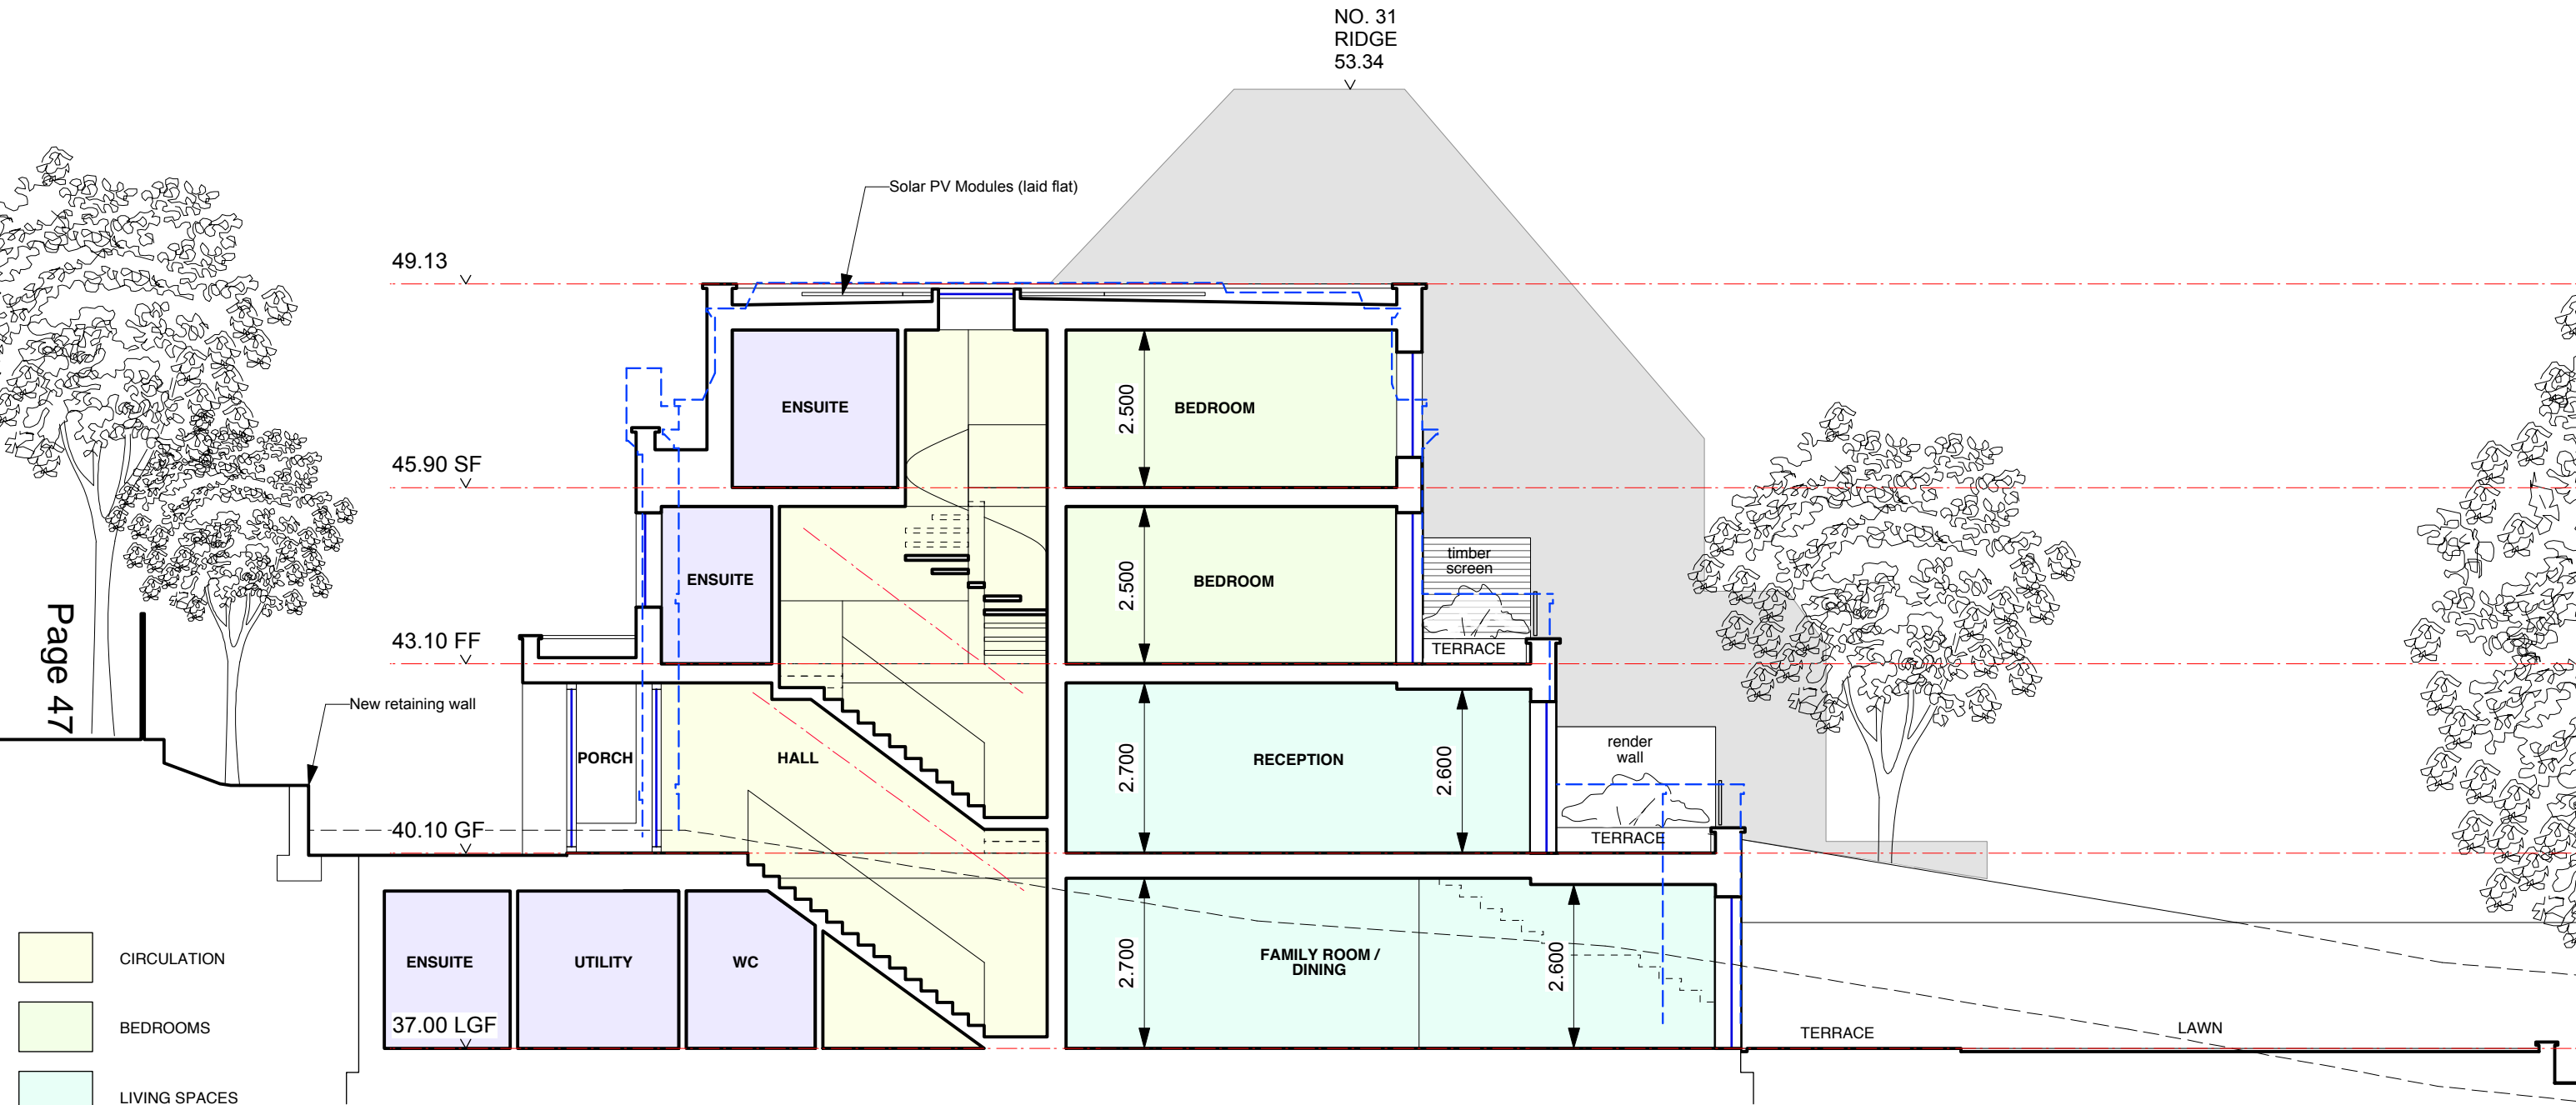 NO. 31
RIDGE
53.34
Solar PV Modules (laid flat)
49.13
ENSUITE
2.500
BEDROOM
45.90 SF
timber
screen
ENSUITE
2.500
BEDROOM
43.10 FF
TERRACE
Page 47
New retaining wall
PORCH
HALL
2.700
RECEPTION
2.600
render
wall
40.10 GF
TERRACE
CIRCULATION
ENSUITE
UTILITY
WC
2.700
FAMILY ROOM /
DINING
2.600
BEDROOMS
37.00 LGF
TERRACE
LAWN
LIVING SPACES